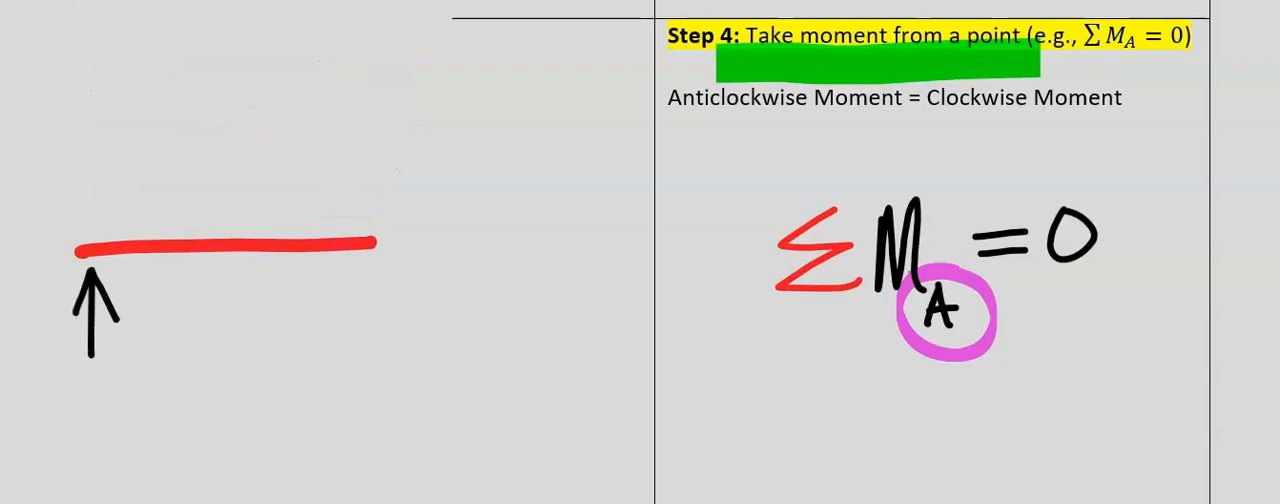 Step 4: Take moment from a point (e.g., ∑ M_A = 0)
Anticlockwise Moment = Clockwise Moment
∑ M_A = 0